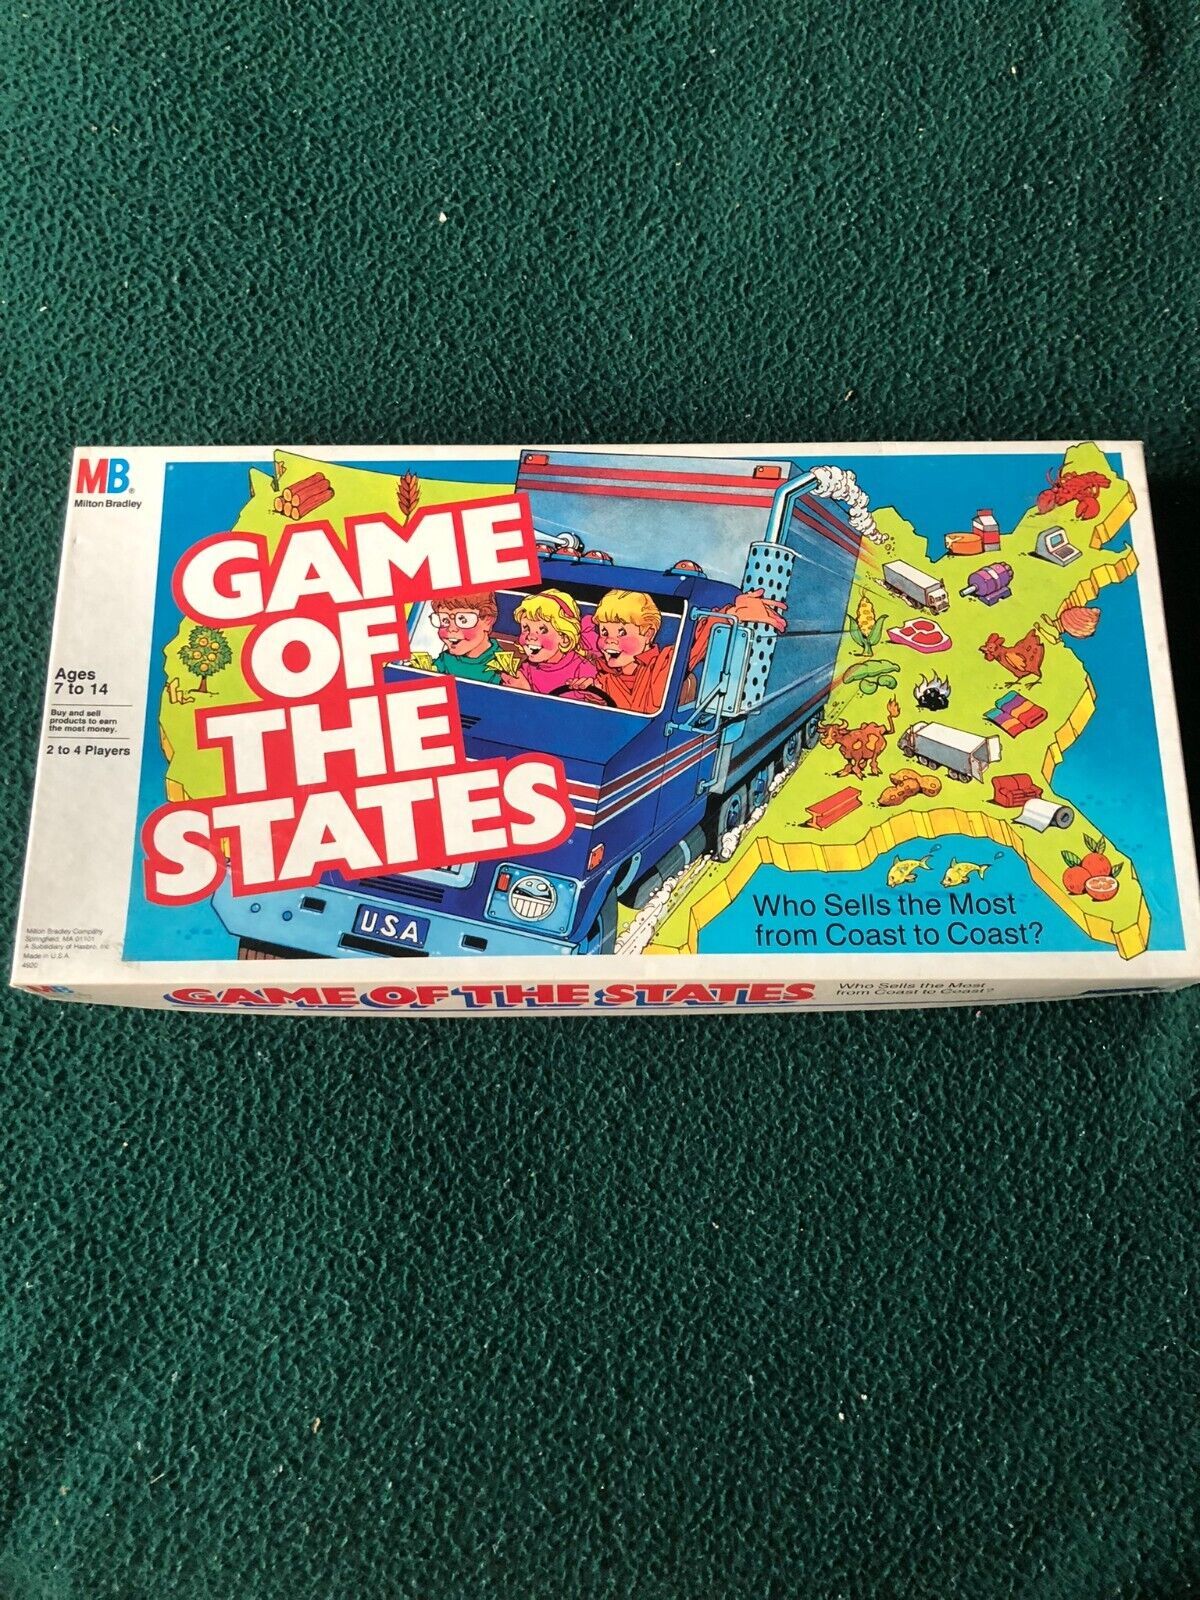 MB®
Milton Bradley
Ages
7 to 14
Buy and sell
products to earn
the most money.
2 to 4 Players
Milton Bradley Company
Springfield, MA 01101
A Subsidiary of Hasbro, Inc.
Made in U.S.A.
4920
GAME
OF
THE
STATES
U.S.A.
Who Sells the Most
from Coast to Coast?
MB
GAME OF THE STATES
Who Sells the Most
from Coast to Coast?